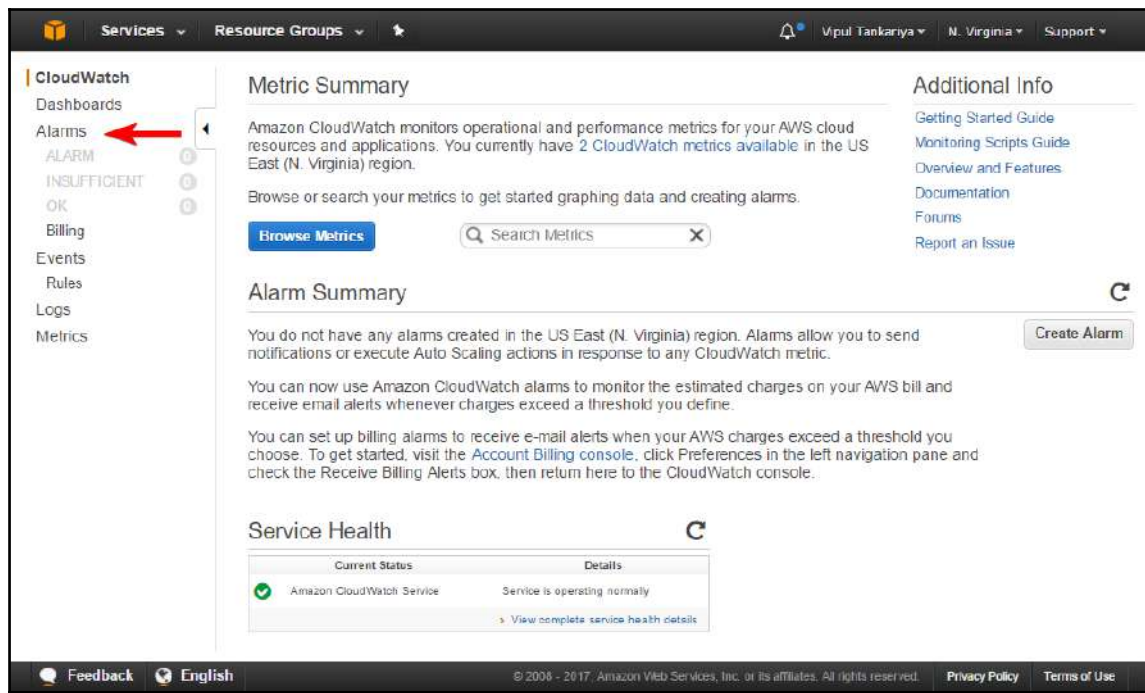 Services Resource Groups Vipul Tankariya N. Virginia Support
CloudWatch
Dashboards
Alarms
ALARM 0
INSUFFICIENT 0
OK 0
Billing
Events
Rules
Logs
Metrics
Metric Summary
Amazon CloudWatch monitors operational and performance metrics for your AWS cloud
resources and applications. You currently have 2 CloudWatch metrics available in the US
East (N. Virginia) region.
Browse or search your metrics to get started graphing data and creating alarms.
Browse Metrics Search Metrics
Additional Info
Getting Started Guide
Monitoring Scripts Guide
Overview and Features
Documentation
Forums
Report an Issue
Alarm Summary
You do not have any alarms created in the US East (N. Virginia) region. Alarms allow you to send
notifications or execute Auto Scaling actions in response to any CloudWatch metric.
Create Alarm
You can now use Amazon CloudWatch alarms to monitor the estimated charges on your AWS bill and
receive email alerts whenever charges exceed a threshold you define.
You can set up billing alarms to receive e-mail alerts when your AWS charges exceed a threshold you
choose. To get started, visit the Account Billing console, click Preferences in the left navigation pane and
check the Receive Billing Alerts box, then return here to the CloudWatch console.
Service Health
Current Status Details
Amazon CloudWatch Service Service is operating normally
View complete service health details
Feedback English © 2008 - 2017, Amazon Web Services, Inc. or its affiliates. All rights reserved. Privacy Policy Terms of Use